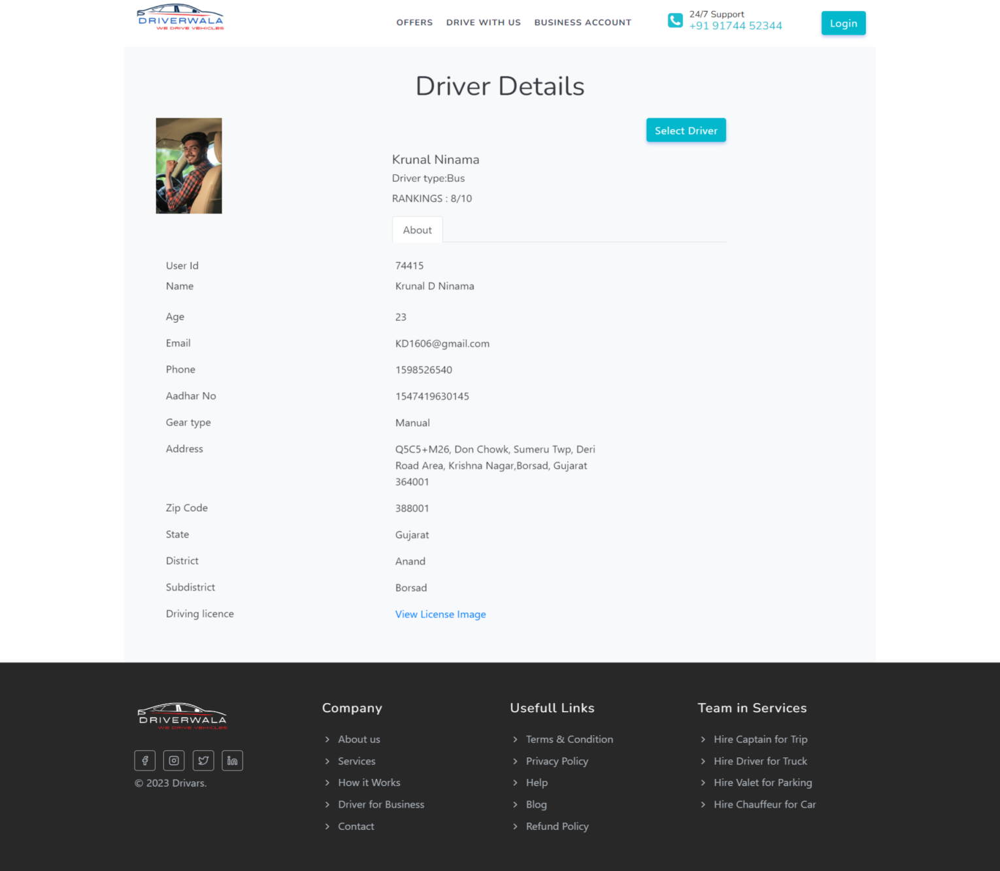 DRIVERWALA
WE DRIVE VEHICLES
OFFERS DRIVE WITH US BUSINESS ACCOUNT
24/7 Support
+91 91744 52344
Login
Driver Details
Select Driver
Krunal Ninama
Driver type:Bus
RANKINGS : 8/10
About
User Id 74415
Name Krunal D Ninama
Age 23
Email KD1606@gmail.com
Phone 1598526540
Aadhar No 1547419630145
Gear type Manual
Address Q5C5+M26, Don Chowk, Sumeru Twp, Deri
Road Area, Krishna Nagar,Borsad, Gujarat
364001
Zip Code 388001
State Gujarat
District Anand
Subdistrict Borsad
Driving licence View License Image
DRIVERWALA
WE DRIVE VEHICLES
© 2023 Drivars.
Company
About us
Services
How it Works
Driver for Business
Contact
Usefull Links
Terms & Condition
Privacy Policy
Help
Blog
Refund Policy
Team in Services
Hire Captain for Trip
Hire Driver for Truck
Hire Valet for Parking
Hire Chauffeur for Car